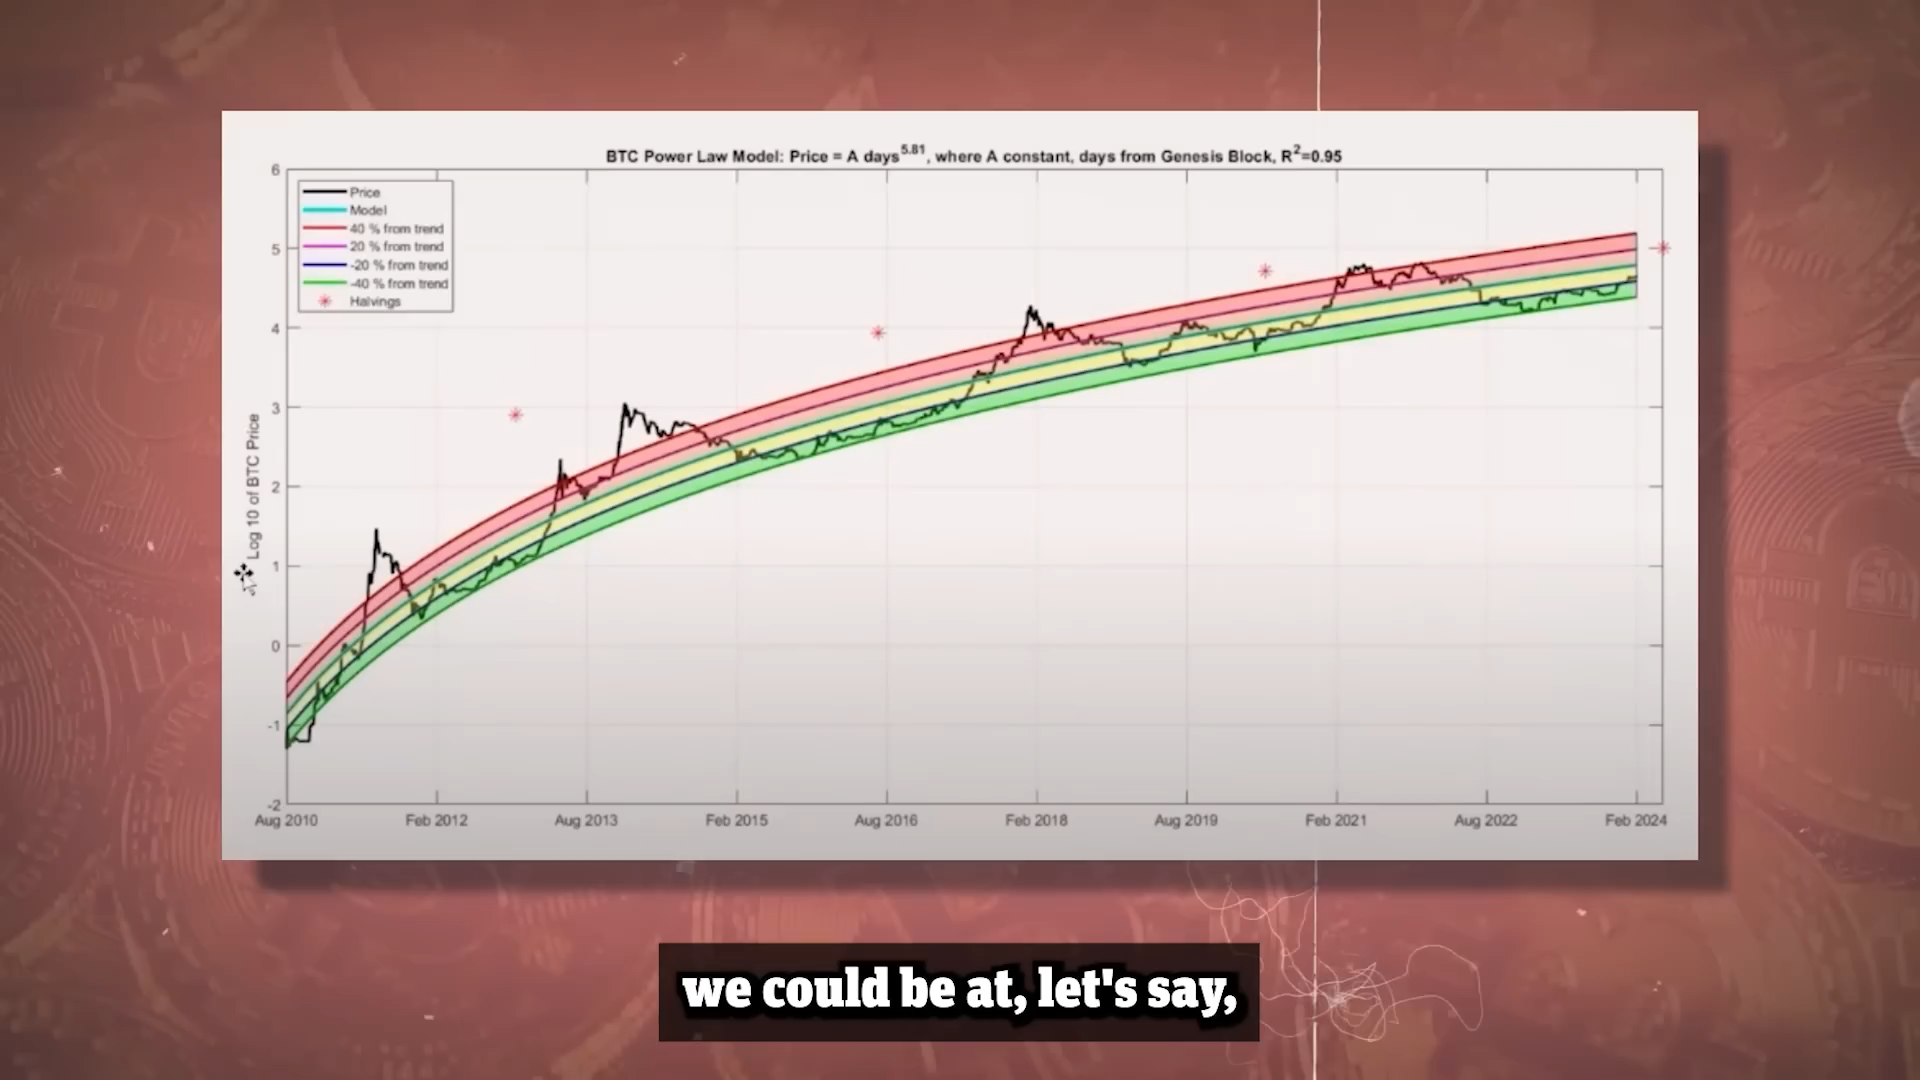 BTC Power Law Model: Price = A days^5.81, where A constant, days from Genesis Block, R^2=0.95
Price
Model
40 % from trend
20 % from trend
-20 % from trend
-40 % from trend
Halvings
Log 10 of BTC Price
6
5
4
3
2
1
0
-1
-2
Aug 2010
Feb 2012
Aug 2013
Feb 2015
Aug 2016
Feb 2018
Aug 2019
Feb 2021
Aug 2022
Feb 2024
we could be at, let's say,